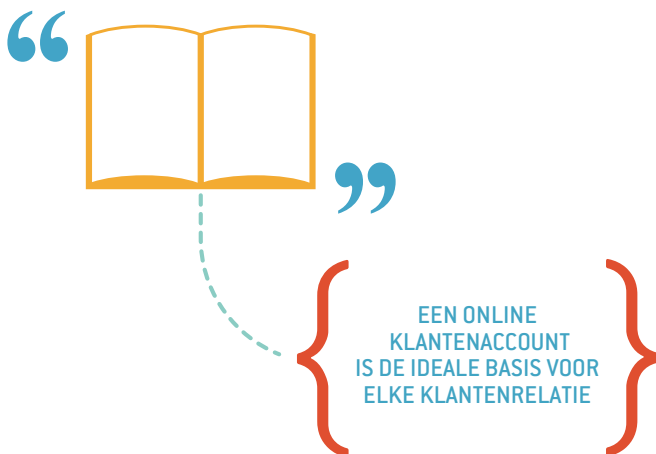 “
”
EEN ONLINE
KLANTENACCOUNT
IS DE IDEALE BASIS VOOR
ELKE KLANTENRELATIE